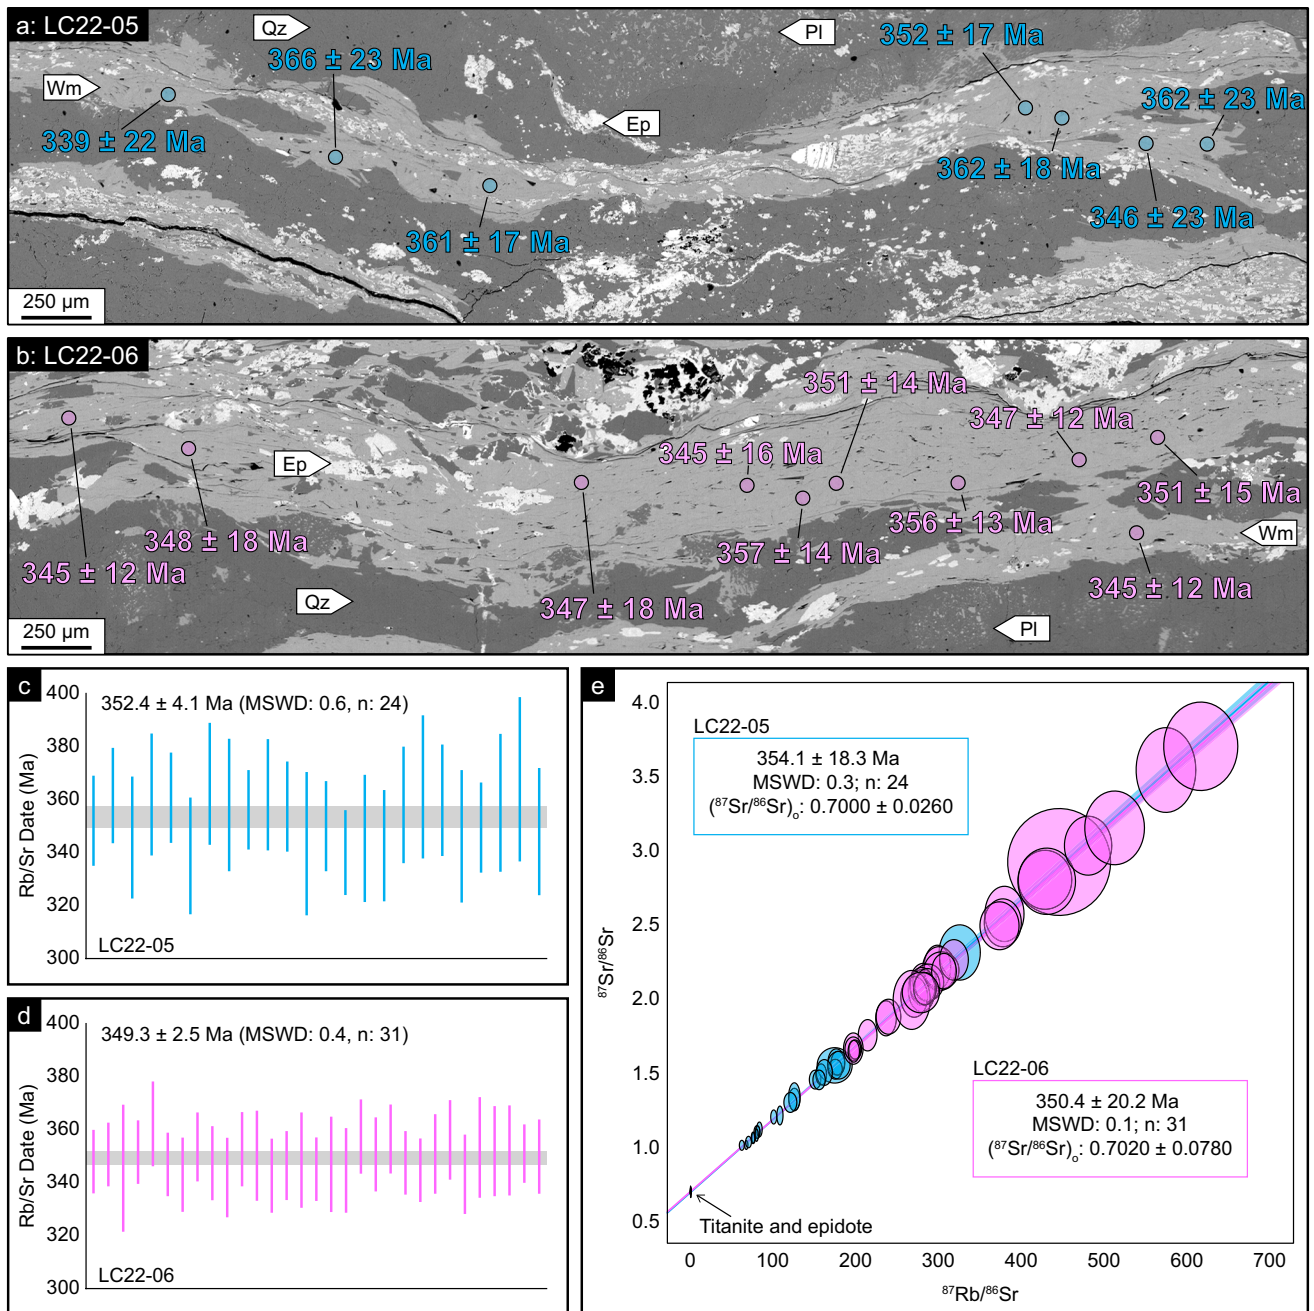 a: LC22-05
Qz
Pl
352 ± 17 Ma
366 ± 23 Ma
Wm
362 ± 23 Ma
Ep
339 ± 22 Ma
362 ± 18 Ma
346 ± 23 Ma
361 ± 17 Ma
250 µm
b: LC22-06
351 ± 14 Ma
347 ± 12 Ma
345 ± 16 Ma
Ep
351 ± 15 Ma
356 ± 13 Ma
Wm
348 ± 18 Ma
357 ± 14 Ma
345 ± 12 Ma
345 ± 12 Ma
Qz
347 ± 18 Ma
Pl
250 µm
c
400
352.4 ± 4.1 Ma (MSWD: 0.6, n: 24)
380
360
340
320
300
Rb/Sr Date (Ma)
LC22-05
d
400
349.3 ± 2.5 Ma (MSWD: 0.4, n: 31)
380
360
340
320
300
Rb/Sr Date (Ma)
LC22-06
e
4.0
3.5
3.0
2.5
2.0
1.5
1.0
0.5
⁸⁷Sr/⁸⁶Sr
LC22-05
354.1 ± 18.3 Ma
MSWD: 0.3; n: 24
(⁸⁷Sr/⁸⁶Sr)ₒ: 0.7000 ± 0.0260
LC22-06
350.4 ± 20.2 Ma
MSWD: 0.1; n: 31
(⁸⁷Sr/⁸⁶Sr)ₒ: 0.7020 ± 0.0780
Titanite and epidote
0 100 200 300 400 500 600 700
⁸⁷Rb/⁸⁶Sr